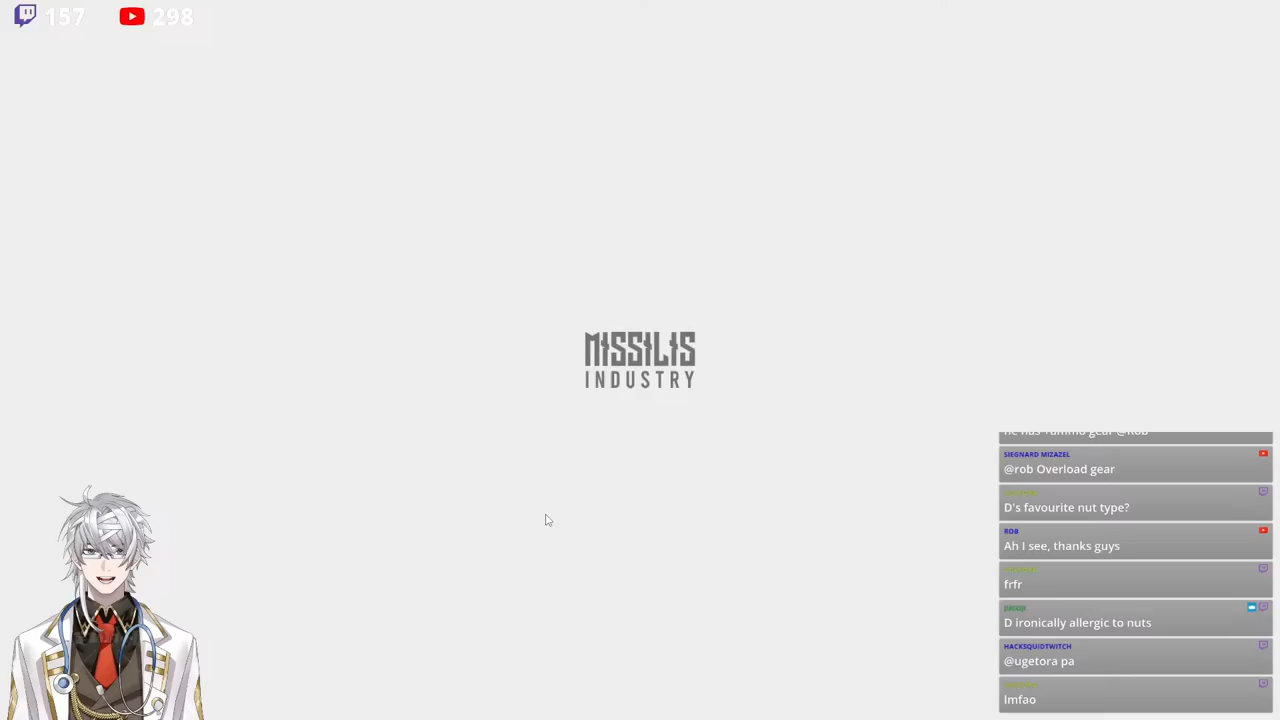 157
298
MISSILIS
INDUSTRY
SIEGNARD MIZAZEL
@rob Overload gear
D's favourite nut type?
ROB
Ah I see, thanks guys
frfr
D ironically allergic to nuts
HACKSQUIDTWITCH
@ugetora pa
lmfao